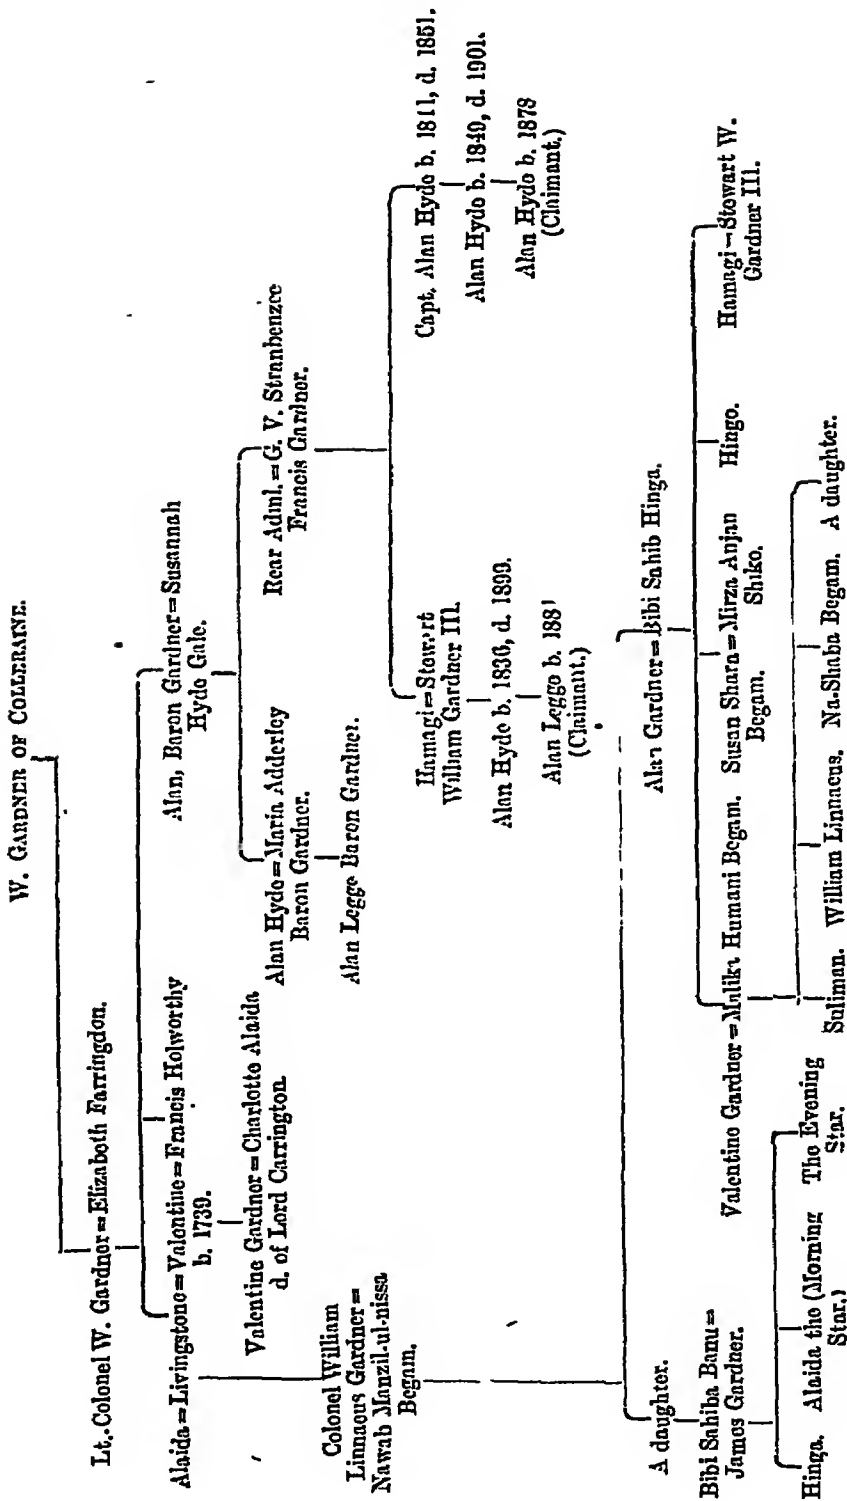 W. GARDNER OF COLLERAINE.
Lt.-Colonel W. Gardner = Elizabeth Farringdon.
Alaida = Livingstone = Valentine = Francis Holworthy
b. 1739.
Alan, Baron Gardner = Susannah
Hyde Gale.
Valentine Gardner = Charlotte Alaida
d. of Lord Carrington.
Alan Hyde = Maria Adderley
Baron Gardner.
Rear Adml. = G. V. Stranbenzee
Francis Gardner.
Alan Legge Baron Gardner.
Colonel William
Linnaeus Gardner =
Nawab Manzil-ul-nissa
Begam.
Hamagi = Stewart
William Gardner III.
Capt. Alan Hyde b. 1811, d. 1851.
Alan Hyde b. 1836, d. 1899.
Alan Hyde b. 1849, d. 1901.
Alan Legge b. 1881
(Claimant.)
Alan Hyde b. 1878
(Claimant.)
A daughter.
Alan Gardner = Bibi Sahib Hinga.
Bibi Sahiba Banu =
James Gardner.
Valentine Gardner = Malika Humani Begam.
Susan Shara = Mirza Anjan
Begam. Shiko.
Hingo.
Hamagi = Stewart W.
Gardner III.
Hinga. Alaida the (Morning The Evening
Star.) Star.
Suliman. William Linnaeus. Na-Shaba Begam. A daughter.